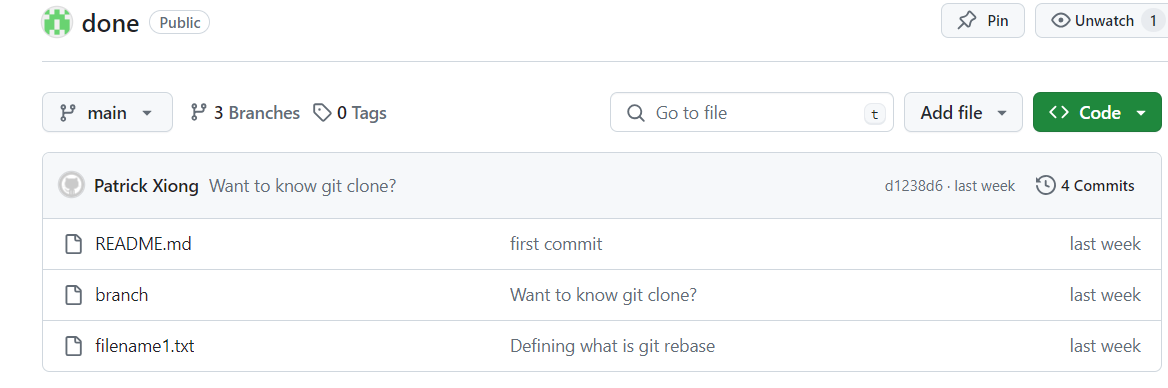 done Public Pin Unwatch 1
main 3 Branches 0 Tags Go to file t Add file Code
Patrick Xiong Want to know git clone? d1238d6 · last week 4 Commits
README.md first commit last week
branch Want to know git clone? last week
filename1.txt Defining what is git rebase last week